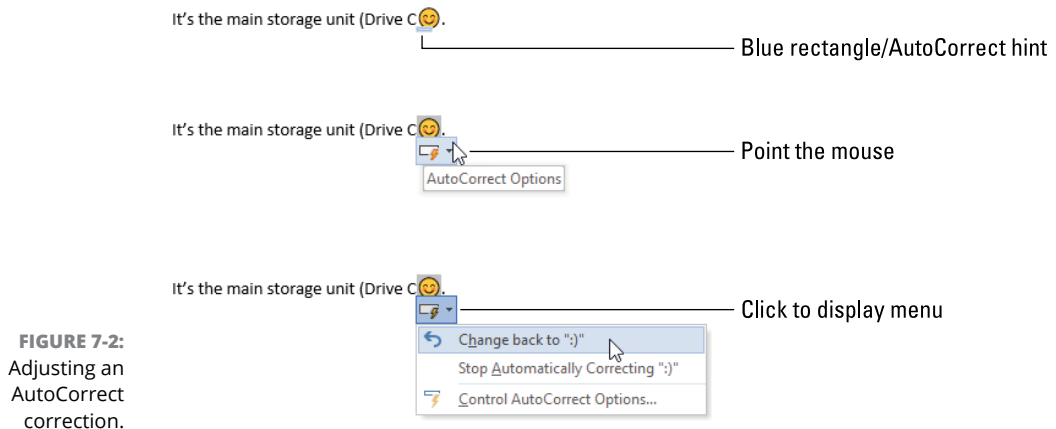 It's the main storage unit (Drive C😊.
Blue rectangle/AutoCorrect hint
It's the main storage unit (Drive C😊.
Point the mouse
AutoCorrect Options
It's the main storage unit (Drive C😊.
Click to display menu
Change back to ":)"
Stop Automatically Correcting ":)"
Control AutoCorrect Options...
FIGURE 7-2:
Adjusting an
AutoCorrect
correction.